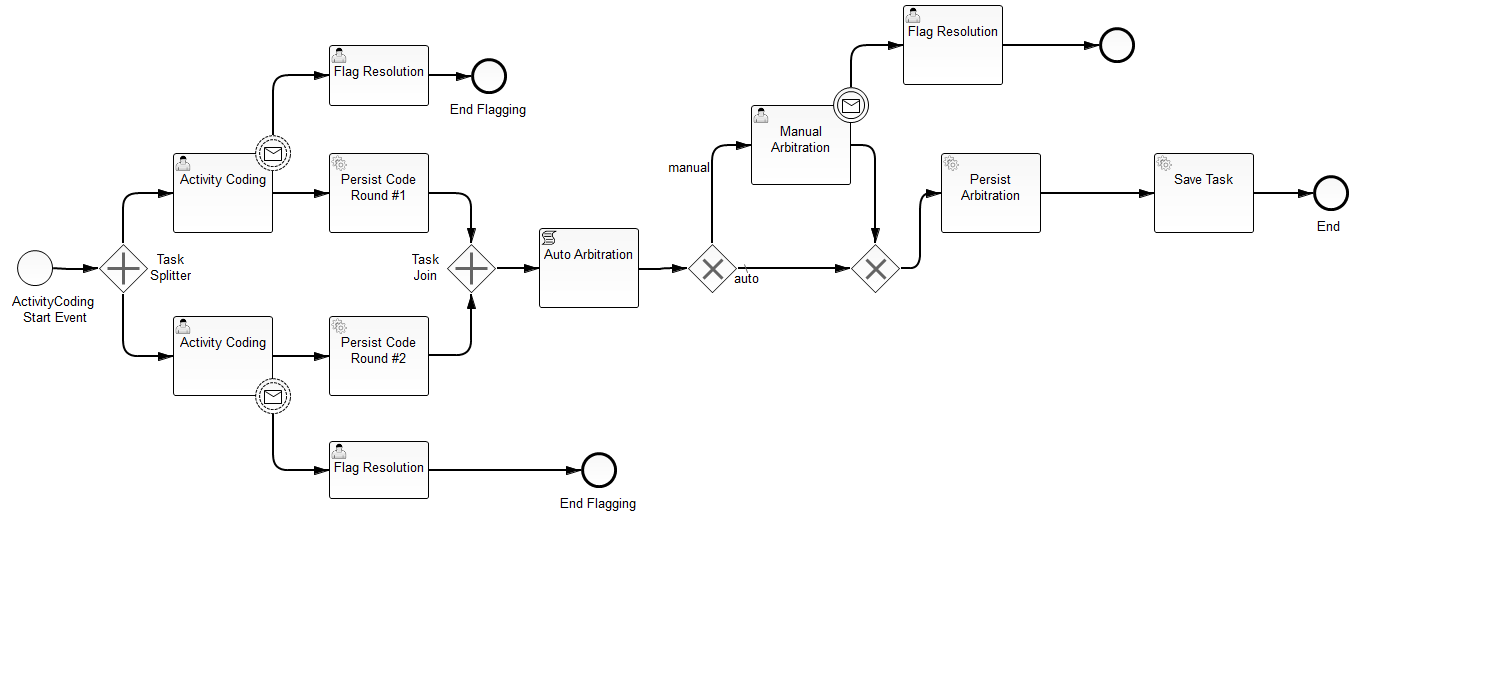 Flag Resolution
End Flagging
Activity Coding
Persist Code
Round #1
Task
Splitter
ActivityCoding
Start Event
Activity Coding
Persist Code
Round #2
Flag Resolution
End Flagging
Task
Join
Auto Arbitration
manual
auto
Manual
Arbitration
Flag Resolution
Persist
Arbitration
Save Task
End